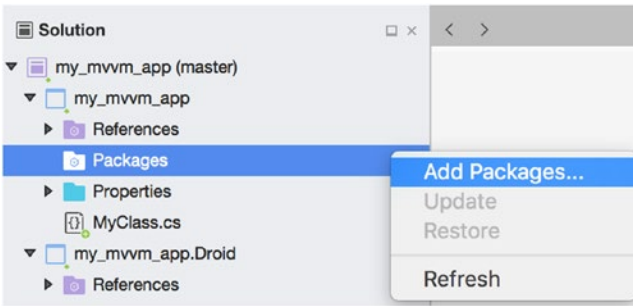 Solution
my_mvvm_app (master)
my_mvvm_app
References
Packages
Properties
MyClass.cs
my_mvvm_app.Droid
References
Add Packages...
Update
Restore
Refresh